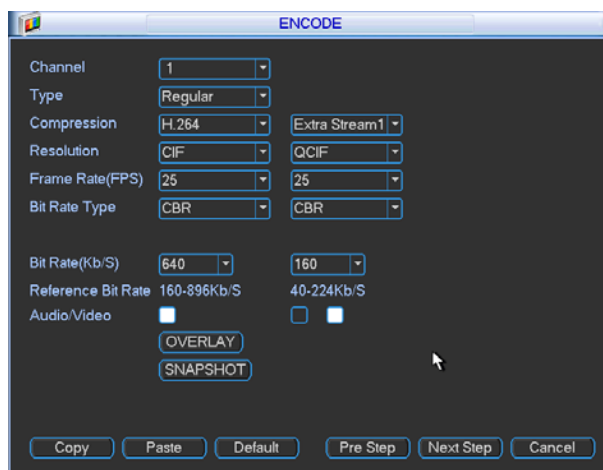 ENCODE
Channel 1
Type Regular
Compression H.264 Extra Stream1
Resolution CIF QCIF
Frame Rate(FPS) 25 25
Bit Rate Type CBR CBR
Bit Rate(Kb/S) 640 160
Reference Bit Rate 160-896Kb/S 40-224Kb/S
Audio/Video
OVERLAY
SNAPSHOT
Copy Paste Default Pre Step Next Step Cancel